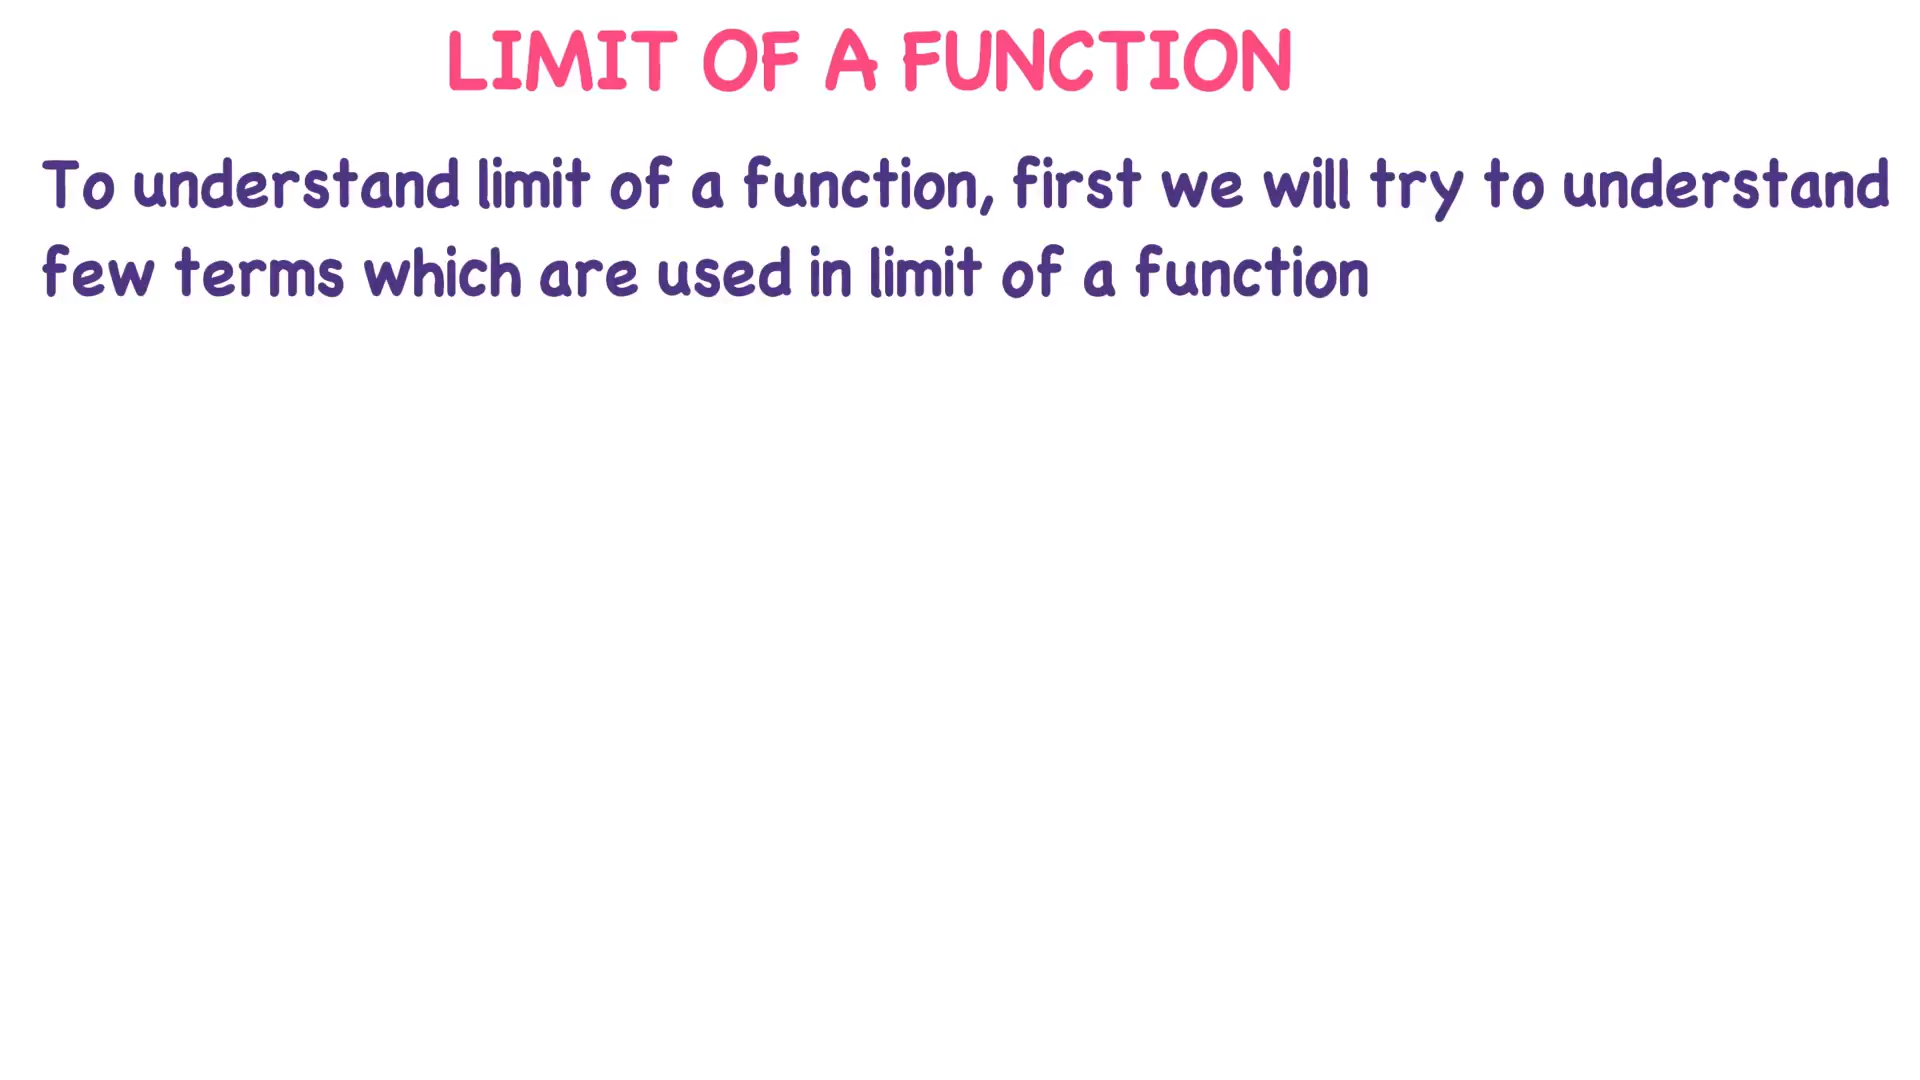 LIMIT OF A FUNCTION
To understand limit of a function, first we will try to understand
few terms which are used in limit of a function